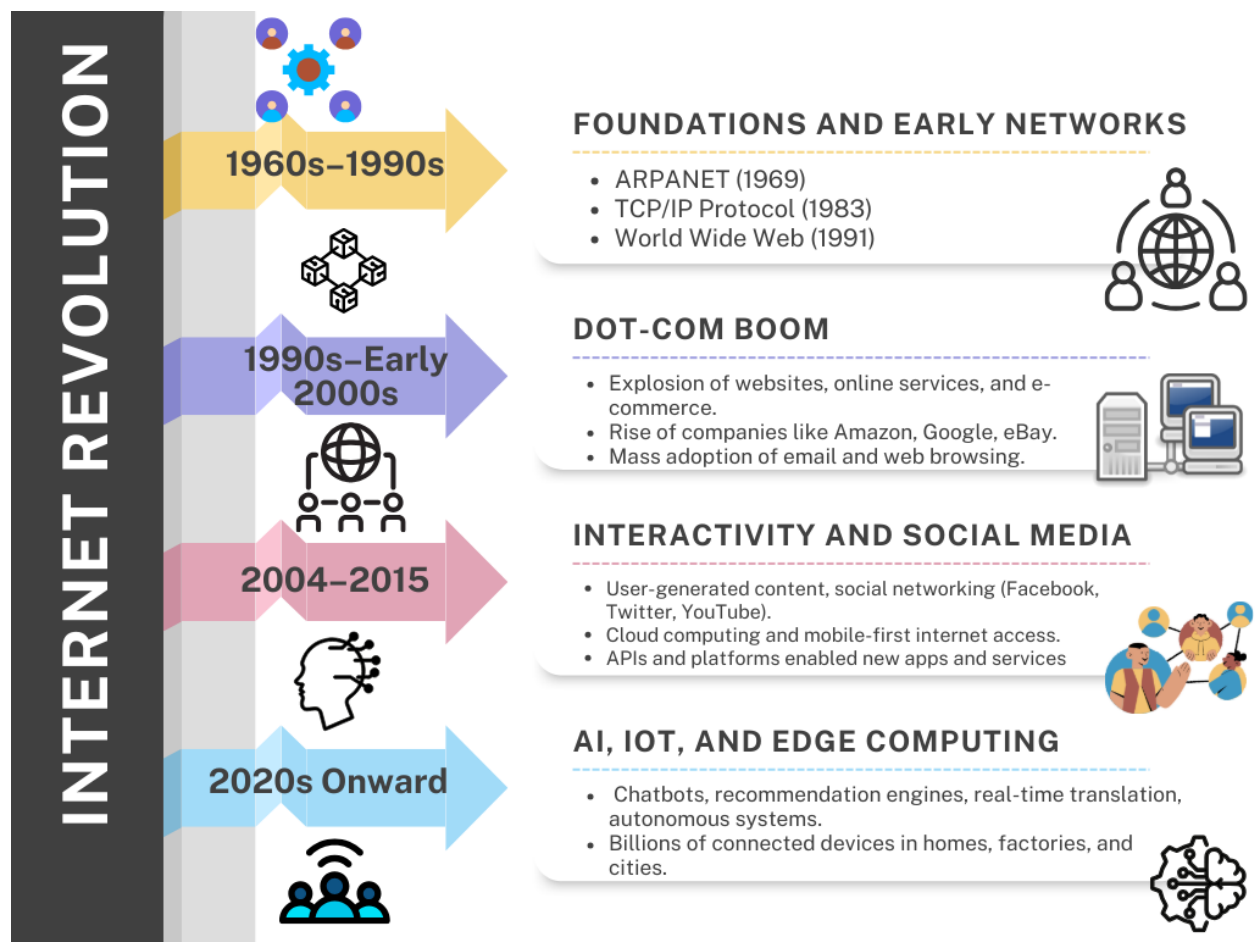 INTERNET REVOLUTION
1960s–1990s
FOUNDATIONS AND EARLY NETWORKS
• ARPANET (1969)
• TCP/IP Protocol (1983)
• World Wide Web (1991)
1990s–Early
2000s
DOT-COM BOOM
• Explosion of websites, online services, and e-
commerce.
• Rise of companies like Amazon, Google, eBay.
• Mass adoption of email and web browsing.
2004–2015
INTERACTIVITY AND SOCIAL MEDIA
• User-generated content, social networking (Facebook,
Twitter, YouTube).
• Cloud computing and mobile-first internet access.
• APIs and platforms enabled new apps and services
2020s Onward
AI, IOT, AND EDGE COMPUTING
• Chatbots, recommendation engines, real-time translation,
autonomous systems.
• Billions of connected devices in homes, factories, and
cities.